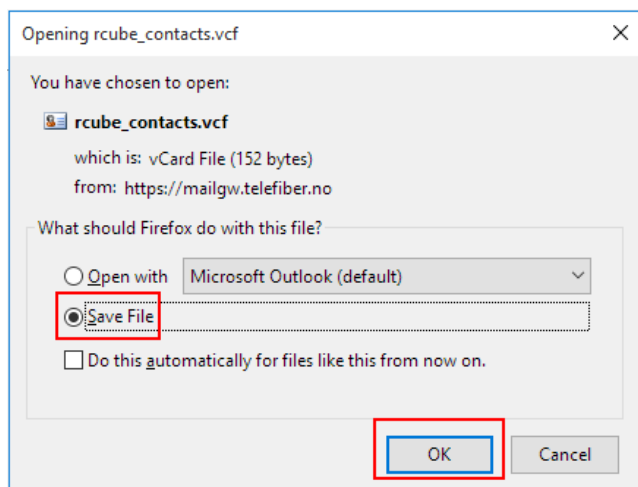 Opening rcube_contacts.vcf
You have chosen to open:
rcube_contacts.vcf
which is: vCard File (152 bytes)
from: https://mailgw.telefiber.no
What should Firefox do with this file?
Open with Microsoft Outlook (default)
Save File
Do this automatically for files like this from now on.
OK Cancel